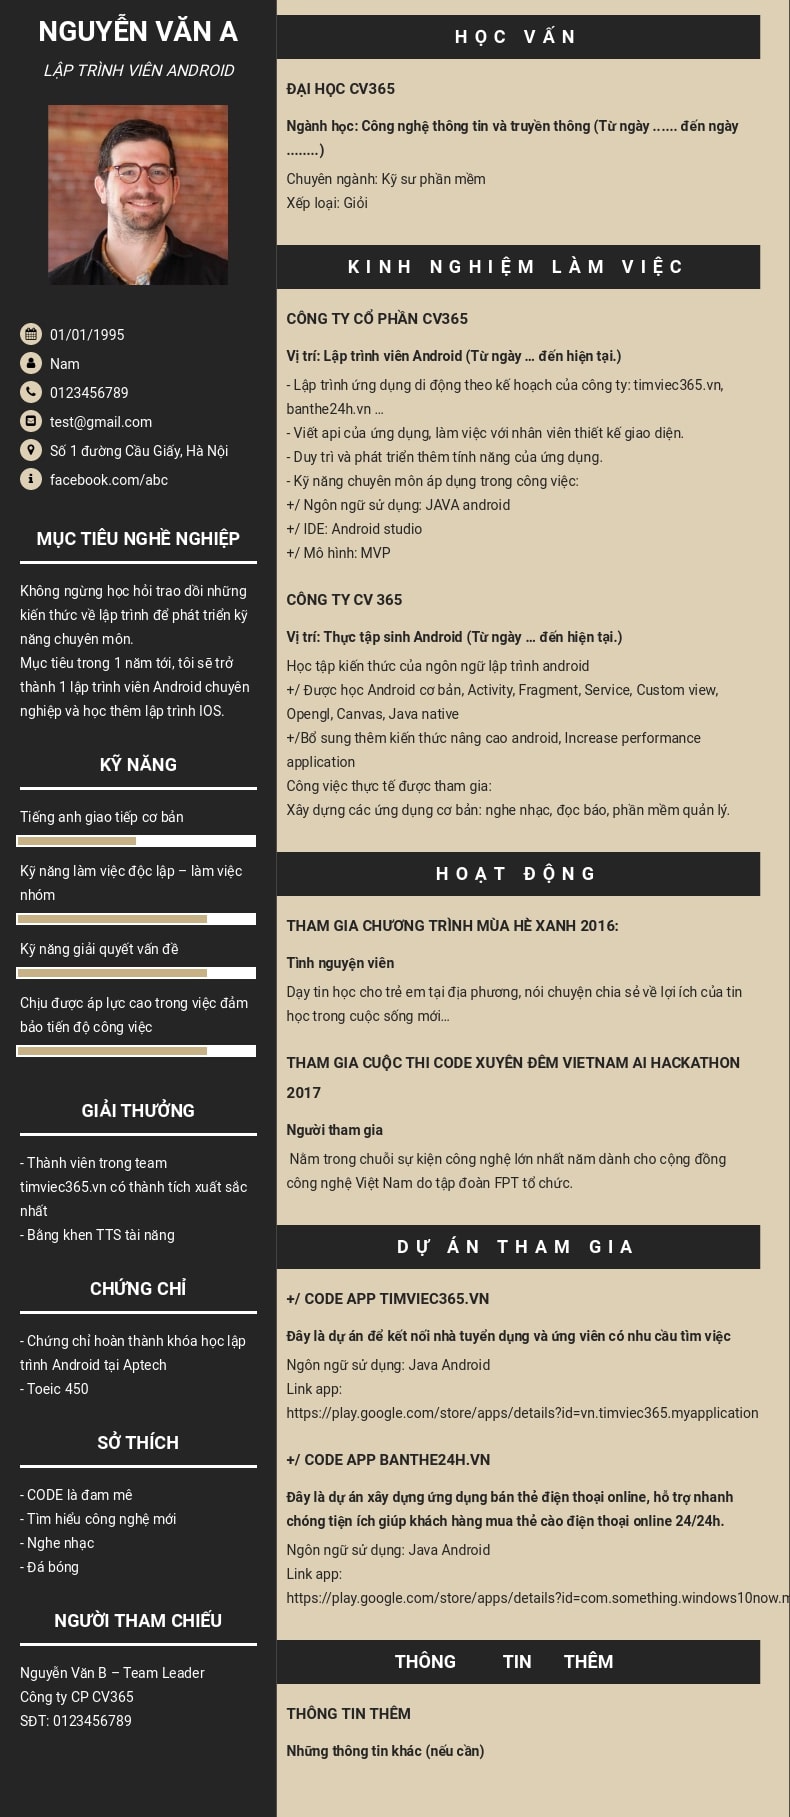 NGUYỄN VĂN A
LẬP TRÌNH VIÊN ANDROID
01/01/1995
Nam
0123456789
test@gmail.com
Số 1 đường Cầu Giấy, Hà Nội
facebook.com/abc
MỤC TIÊU NGHỀ NGHIỆP
Không ngừng học hỏi trao dồi những
kiến thức về lập trình để phát triển kỹ
năng chuyên môn.
Mục tiêu trong 1 năm tới, tôi sẽ trở
thành 1 lập trình viên Android chuyên
nghiệp và học thêm lập trình IOS.
KỸ NĂNG
Tiếng anh giao tiếp cơ bản
Kỹ năng làm việc độc lập – làm việc
nhóm
Kỹ năng giải quyết vấn đề
Chịu được áp lực cao trong việc đảm
bảo tiến độ công việc
GIẢI THƯỞNG
- Thành viên trong team
timviec365.vn có thành tích xuất sắc
nhất
- Bằng khen TTS tài năng
CHỨNG CHỈ
- Chứng chỉ hoàn thành khóa học lập
trình Android tại Aptech
- Toeic 450
SỞ THÍCH
- CODE là đam mê
- Tìm hiểu công nghệ mới
- Nghe nhạc
- Đá bóng
NGƯỜI THAM CHIẾU
Nguyễn Văn B – Team Leader
Công ty CP CV365
SĐT: 0123456789
HỌC VẤN
ĐẠI HỌC CV365
Ngành học: Công nghệ thông tin và truyền thông (Từ ngày ...... đến ngày
........)
Chuyên ngành: Kỹ sư phần mềm
Xếp loại: Giỏi
KINH NGHIỆM LÀM VIỆC
CÔNG TY CỔ PHẦN CV365
Vị trí: Lập trình viên Android (Từ ngày … đến hiện tại.)
- Lập trình ứng dụng di động theo kế hoạch của công ty: timviec365.vn,
banthe24h.vn …
- Viết api của ứng dụng, làm việc với nhân viên thiết kế giao diện.
- Duy trì và phát triển thêm tính năng của ứng dụng.
- Kỹ năng chuyên môn áp dụng trong công việc:
+/ Ngôn ngữ sử dụng: JAVA android
+/ IDE: Android studio
+/ Mô hình: MVP
CÔNG TY CV 365
Vị trí: Thực tập sinh Android (Từ ngày … đến hiện tại.)
Học tập kiến thức của ngôn ngữ lập trình android
+/ Được học Android cơ bản, Activity, Fragment, Service, Custom view,
Opengl, Canvas, Java native
+/Bổ sung thêm kiến thức nâng cao android, Increase performance
application
Công việc thực tế được tham gia:
Xây dựng các ứng dụng cơ bản: nghe nhạc, đọc báo, phần mềm quản lý.
HOẠT ĐỘNG
THAM GIA CHƯƠNG TRÌNH MÙA HÈ XANH 2016:
Tình nguyện viên
Dạy tin học cho trẻ em tại địa phương, nói chuyện chia sẻ về lợi ích của tin
học trong cuộc sống mới…
THAM GIA CUỘC THI CODE XUYÊN ĐÊM VIETNAM AI HACKATHON
2017
Người tham gia
Nằm trong chuỗi sự kiện công nghệ lớn nhất năm dành cho cộng đồng
công nghệ Việt Nam do tập đoàn FPT tổ chức.
DỰ ÁN THAM GIA
+/ CODE APP TIMVIEC365.VN
Đây là dự án để kết nối nhà tuyển dụng và ứng viên có nhu cầu tìm việc
Ngôn ngữ sử dụng: Java Android
Link app:
https://play.google.com/store/apps/details?id=vn.timviec365.myapplication
+/ CODE APP BANTHE24H.VN
Đây là dự án xây dựng ứng dụng bán thẻ điện thoại online, hỗ trợ nhanh
chóng tiện ích giúp khách hàng mua thẻ cào điện thoại online 24/24h.
Ngôn ngữ sử dụng: Java Android
Link app:
https://play.google.com/store/apps/details?id=com.something.windows10now.m
THÔNG TIN THÊM
THÔNG TIN THÊM
Những thông tin khác (nếu cần)